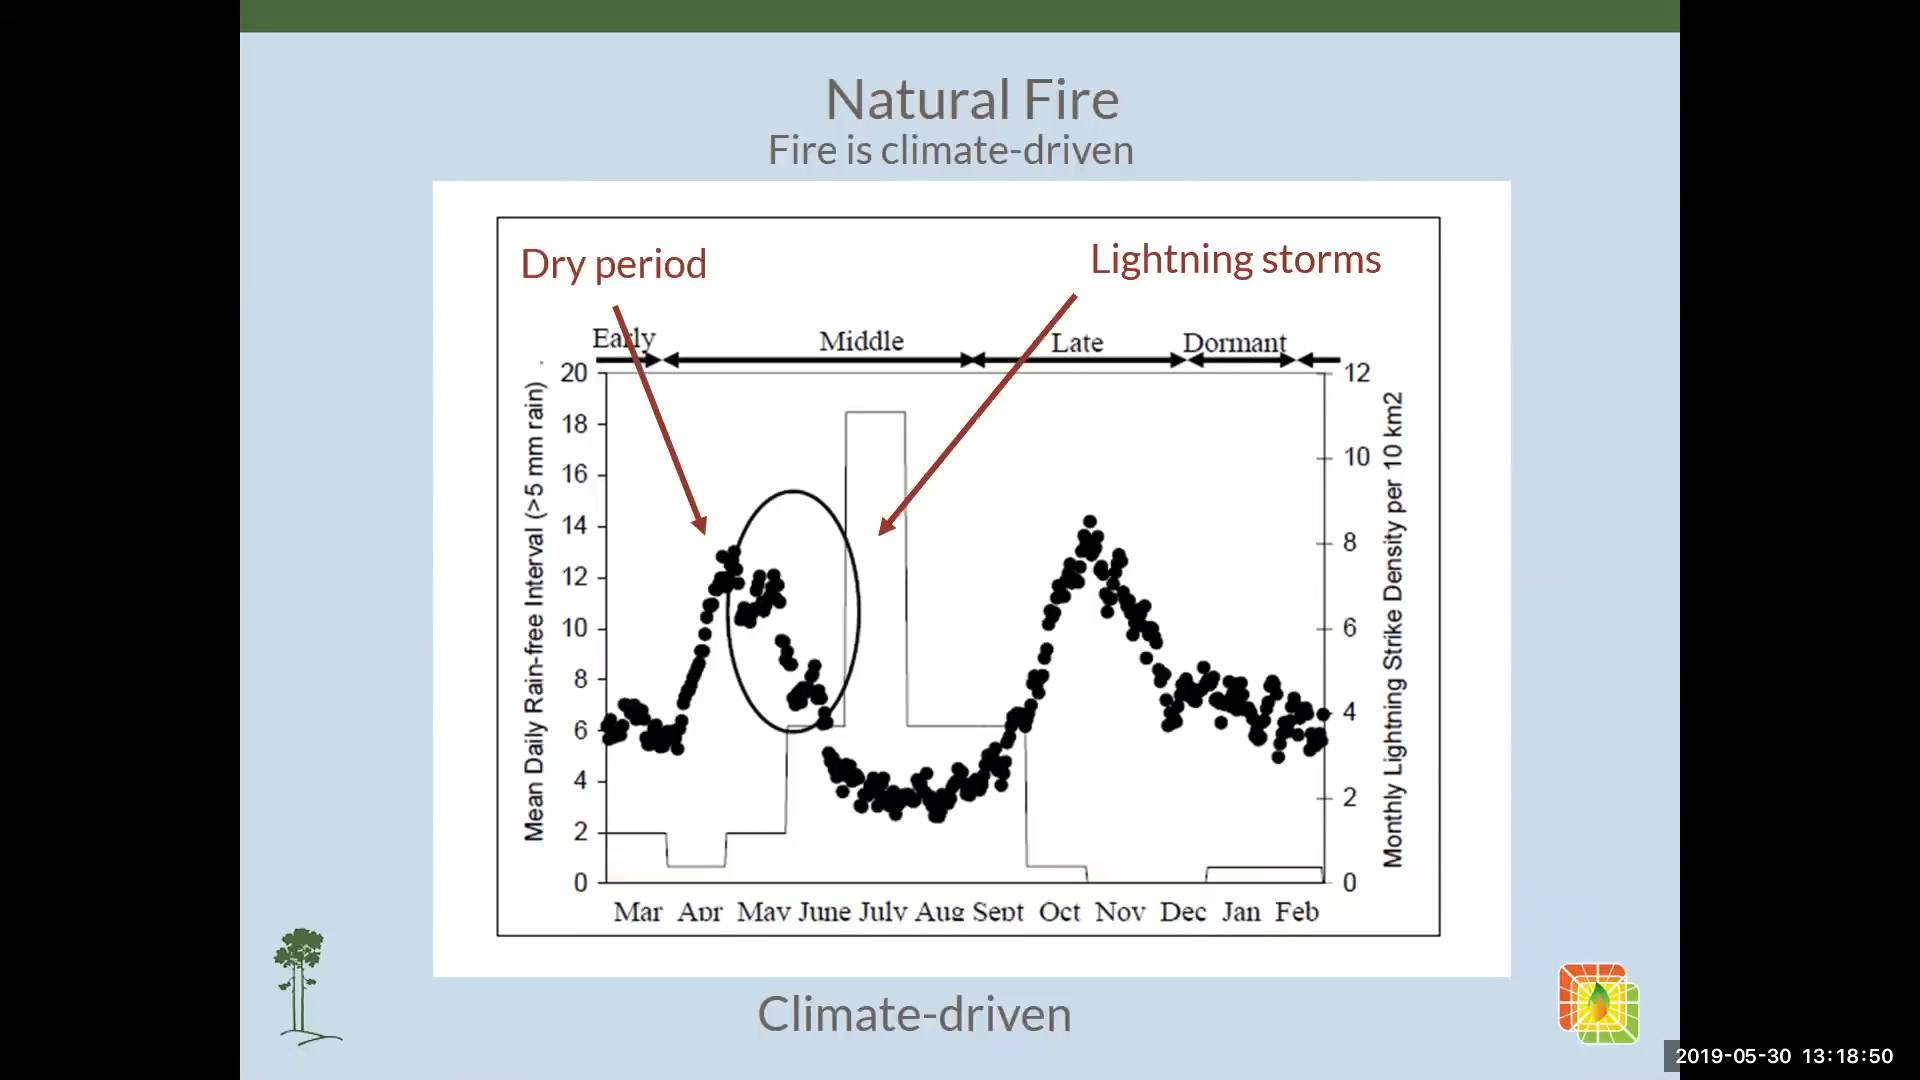 Natural Fire
Fire is climate-driven
Dry period
Lightning storms
Early Middle Late Dormant
Mean Daily Rain-free Interval (>5 mm rain)
20
18
16
14
12
10
8
6
4
2
0
12
10
8
6
4
2
0
Monthly Lightning Strike Density per 10 km2
Mar Apr May June July Aug Sept Oct Nov Dec Jan Feb
Climate-driven
2019-05-30 13:18:50